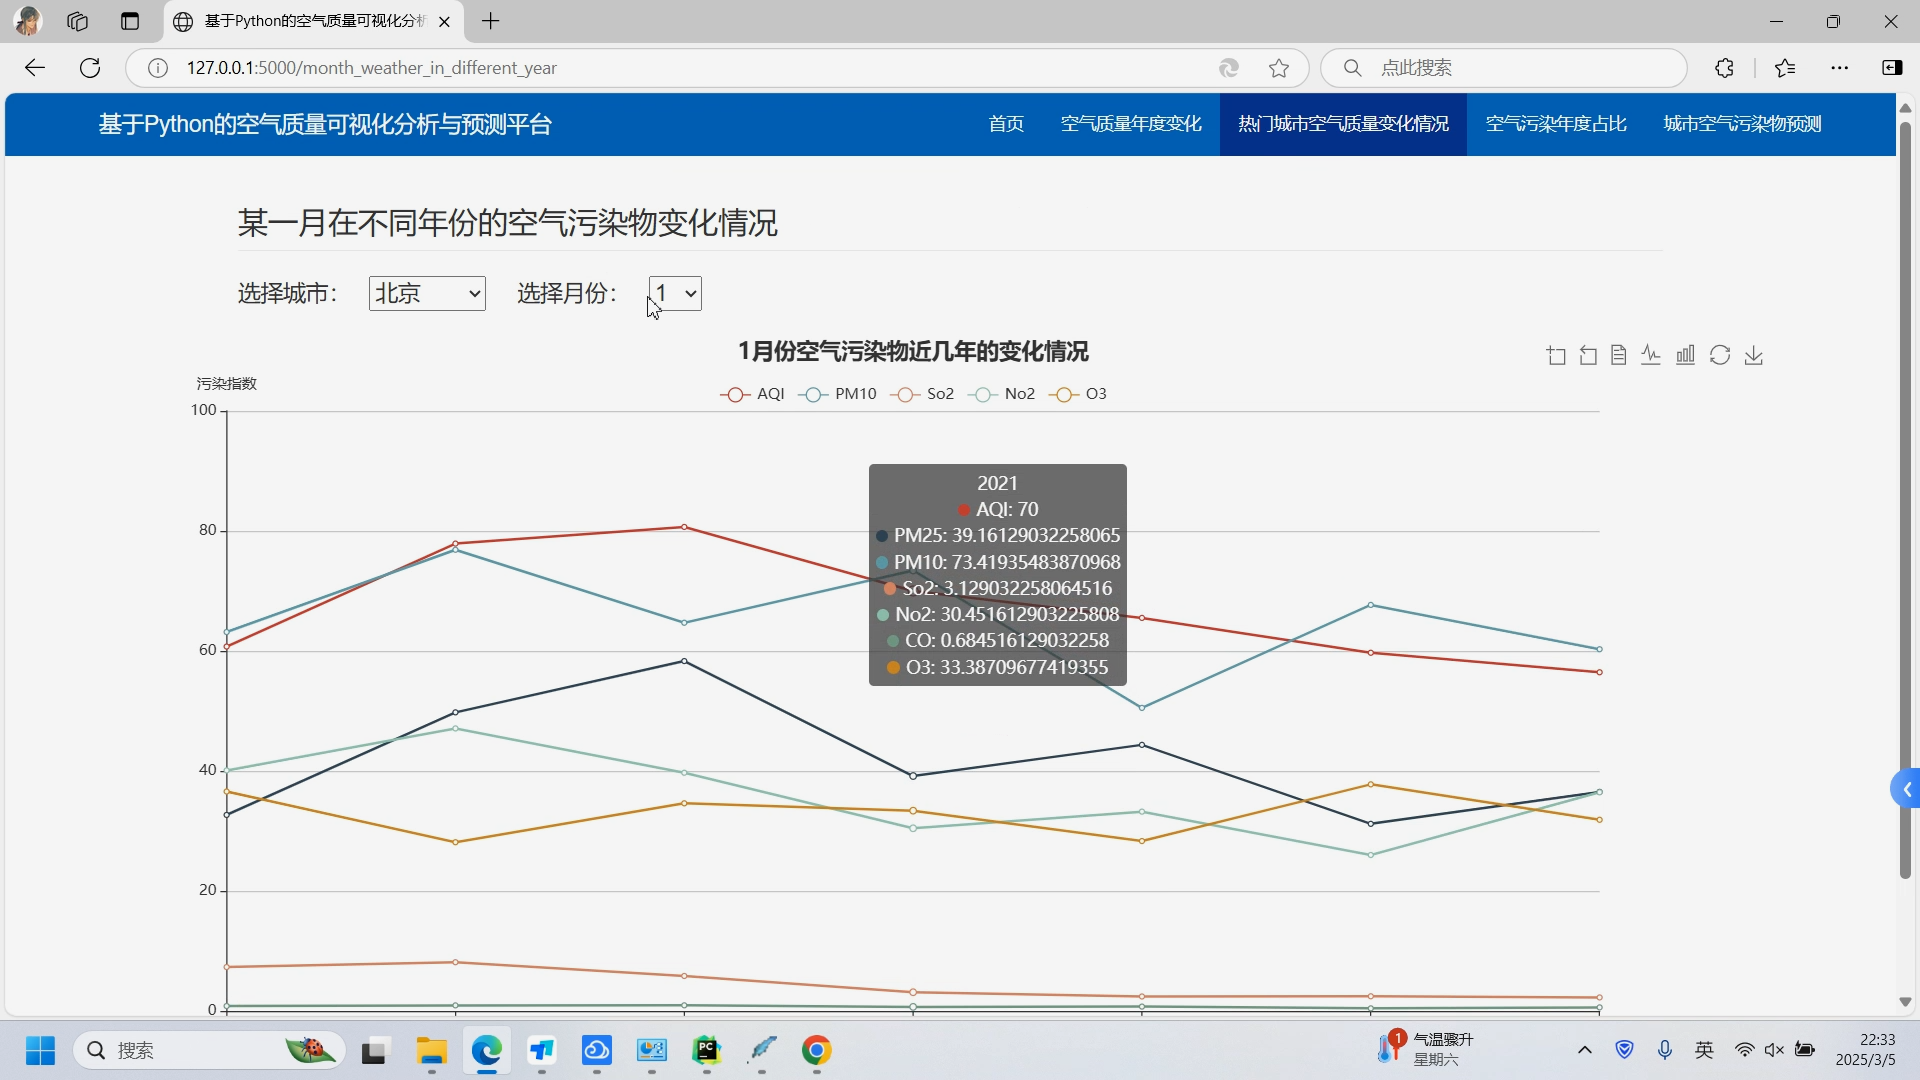 基于Python的空气质量可视化分析
127.0.0.1:5000/month_weather_in_different_year
点此搜索
基于Python的空气质量可视化分析与预测平台
首页
空气质量年度变化
热门城市空气质量变化情况
空气污染年度占比
城市空气污染物预测
某一月在不同年份的空气污染物变化情况
选择城市： 北京 选择月份： 1
1月份空气污染物近几年的变化情况
污染指数
AQI PM10 So2 No2 O3
100
80
60
40
20
0
2021
AQI: 70
PM25: 39.16129032258065
PM10: 73.41935483870968
So2: 3.129032258064516
No2: 30.451612903225808
CO: 0.684516129032258
O3: 33.38709677419355
搜索
PC
1
气温骤升
星期六
英
22:33
2025/3/5